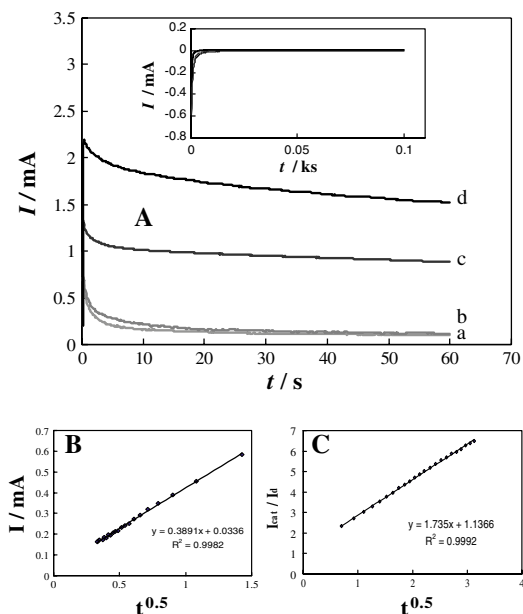 0.2
0
-0.2
-0.4
-0.6
-0.8
I / mA
0
0.05
0.1
t / ks
3.5
3
2.5
2
1.5
1
0.5
0
I / mA
A
d
c
b
a
0
10
20
30
40
50
60
70
t / s
B
0.7
0.6
0.5
0.4
0.3
0.2
0.1
0
I / mA
y = 0.3891x + 0.0336
R² = 0.9982
0
0.5
1
1.5
t^0.5
C
7
6
5
4
3
2
1
0
I_cat / I_d
y = 1.735x + 1.1366
R² = 0.9992
0
1
2
3
4
t^0.5